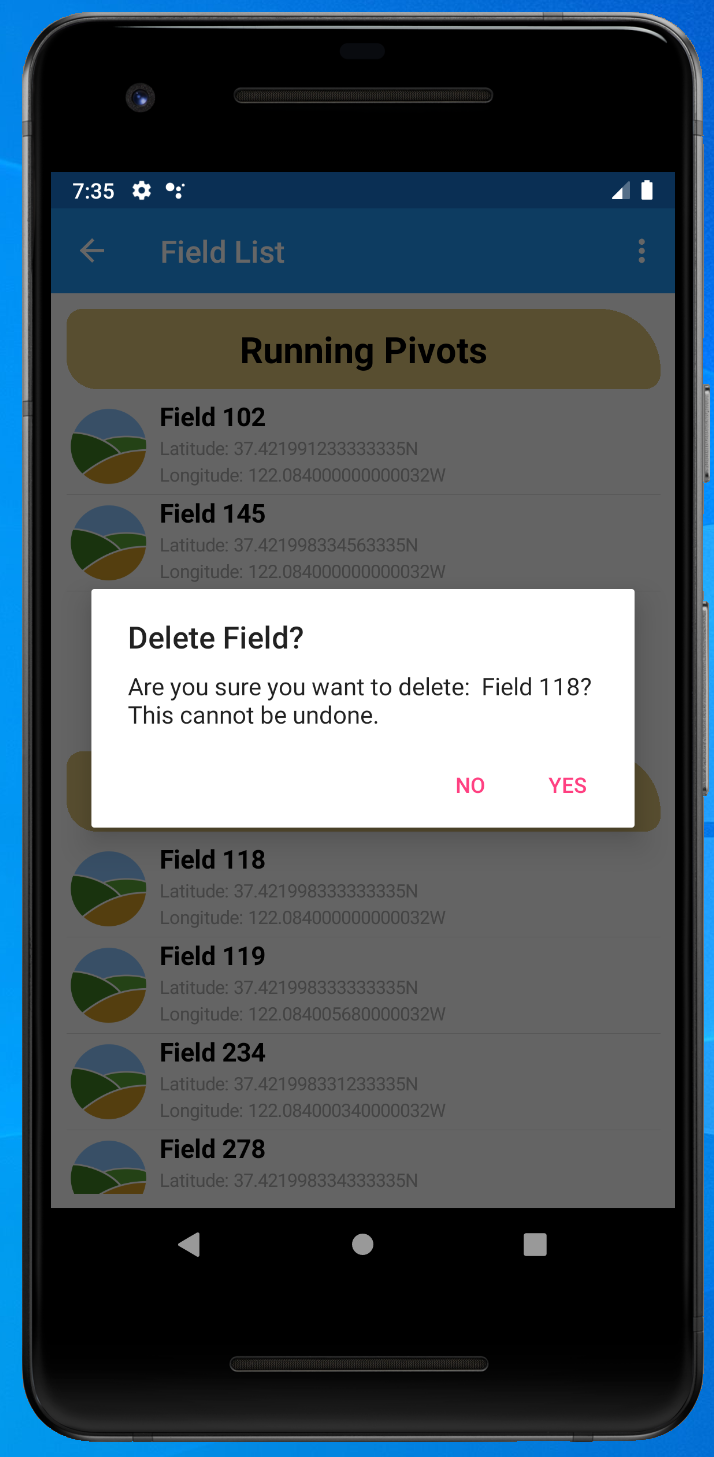 7:35
Field List
Running Pivots
Field 102
Latitude: 37.421991233333335N
Longitude: 122.084000000000032W
Field 145
Latitude: 37.421998334563335N
Longitude: 122.084000000000032W
Delete Field?
Are you sure you want to delete:  Field 118?
This cannot be undone.
NO
YES
Field 118
Latitude: 37.421998333333335N
Longitude: 122.084000000000032W
Field 119
Latitude: 37.421998333333335N
Longitude: 122.084005680000032W
Field 234
Latitude: 37.421998331233335N
Longitude: 122.084000340000032W
Field 278
Latitude: 37.421998334333335N